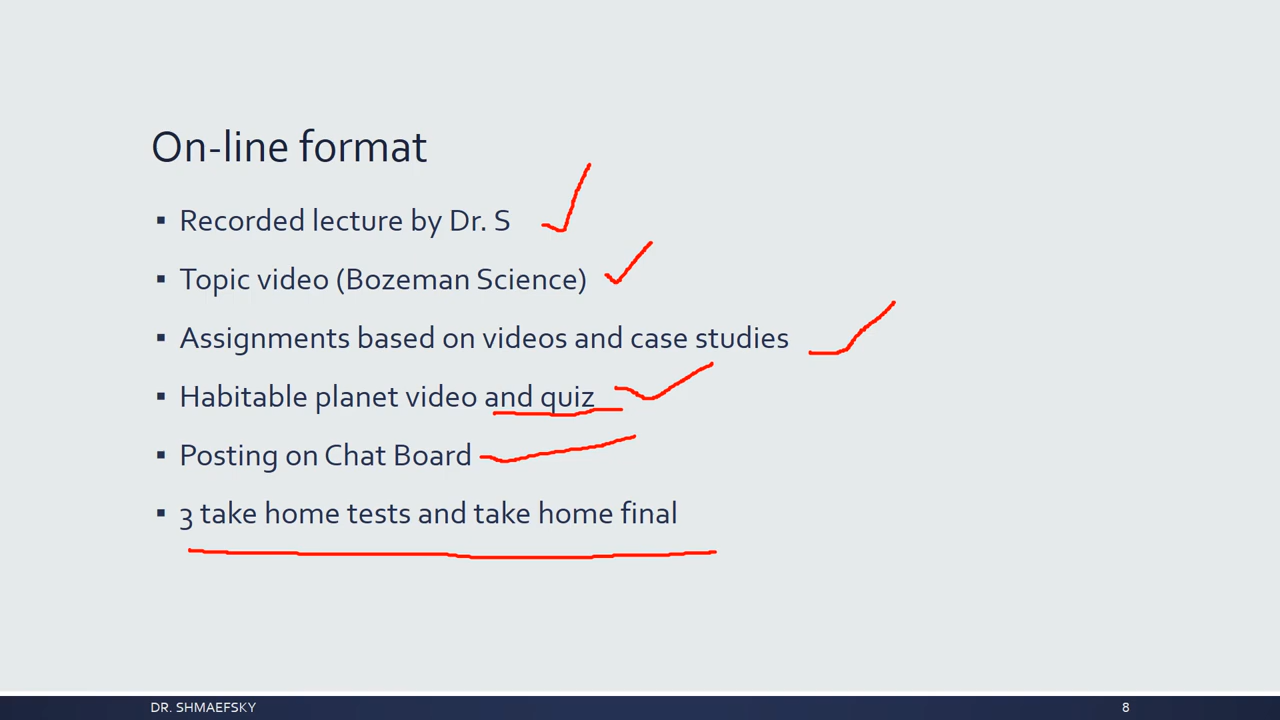 On-line format
▪ Recorded lecture by Dr. S
▪ Topic video (Bozeman Science)
▪ Assignments based on videos and case studies
▪ Habitable planet video and quiz
▪ Posting on Chat Board
▪ 3 take home tests and take home final
DR. SHMAEFSKY
8